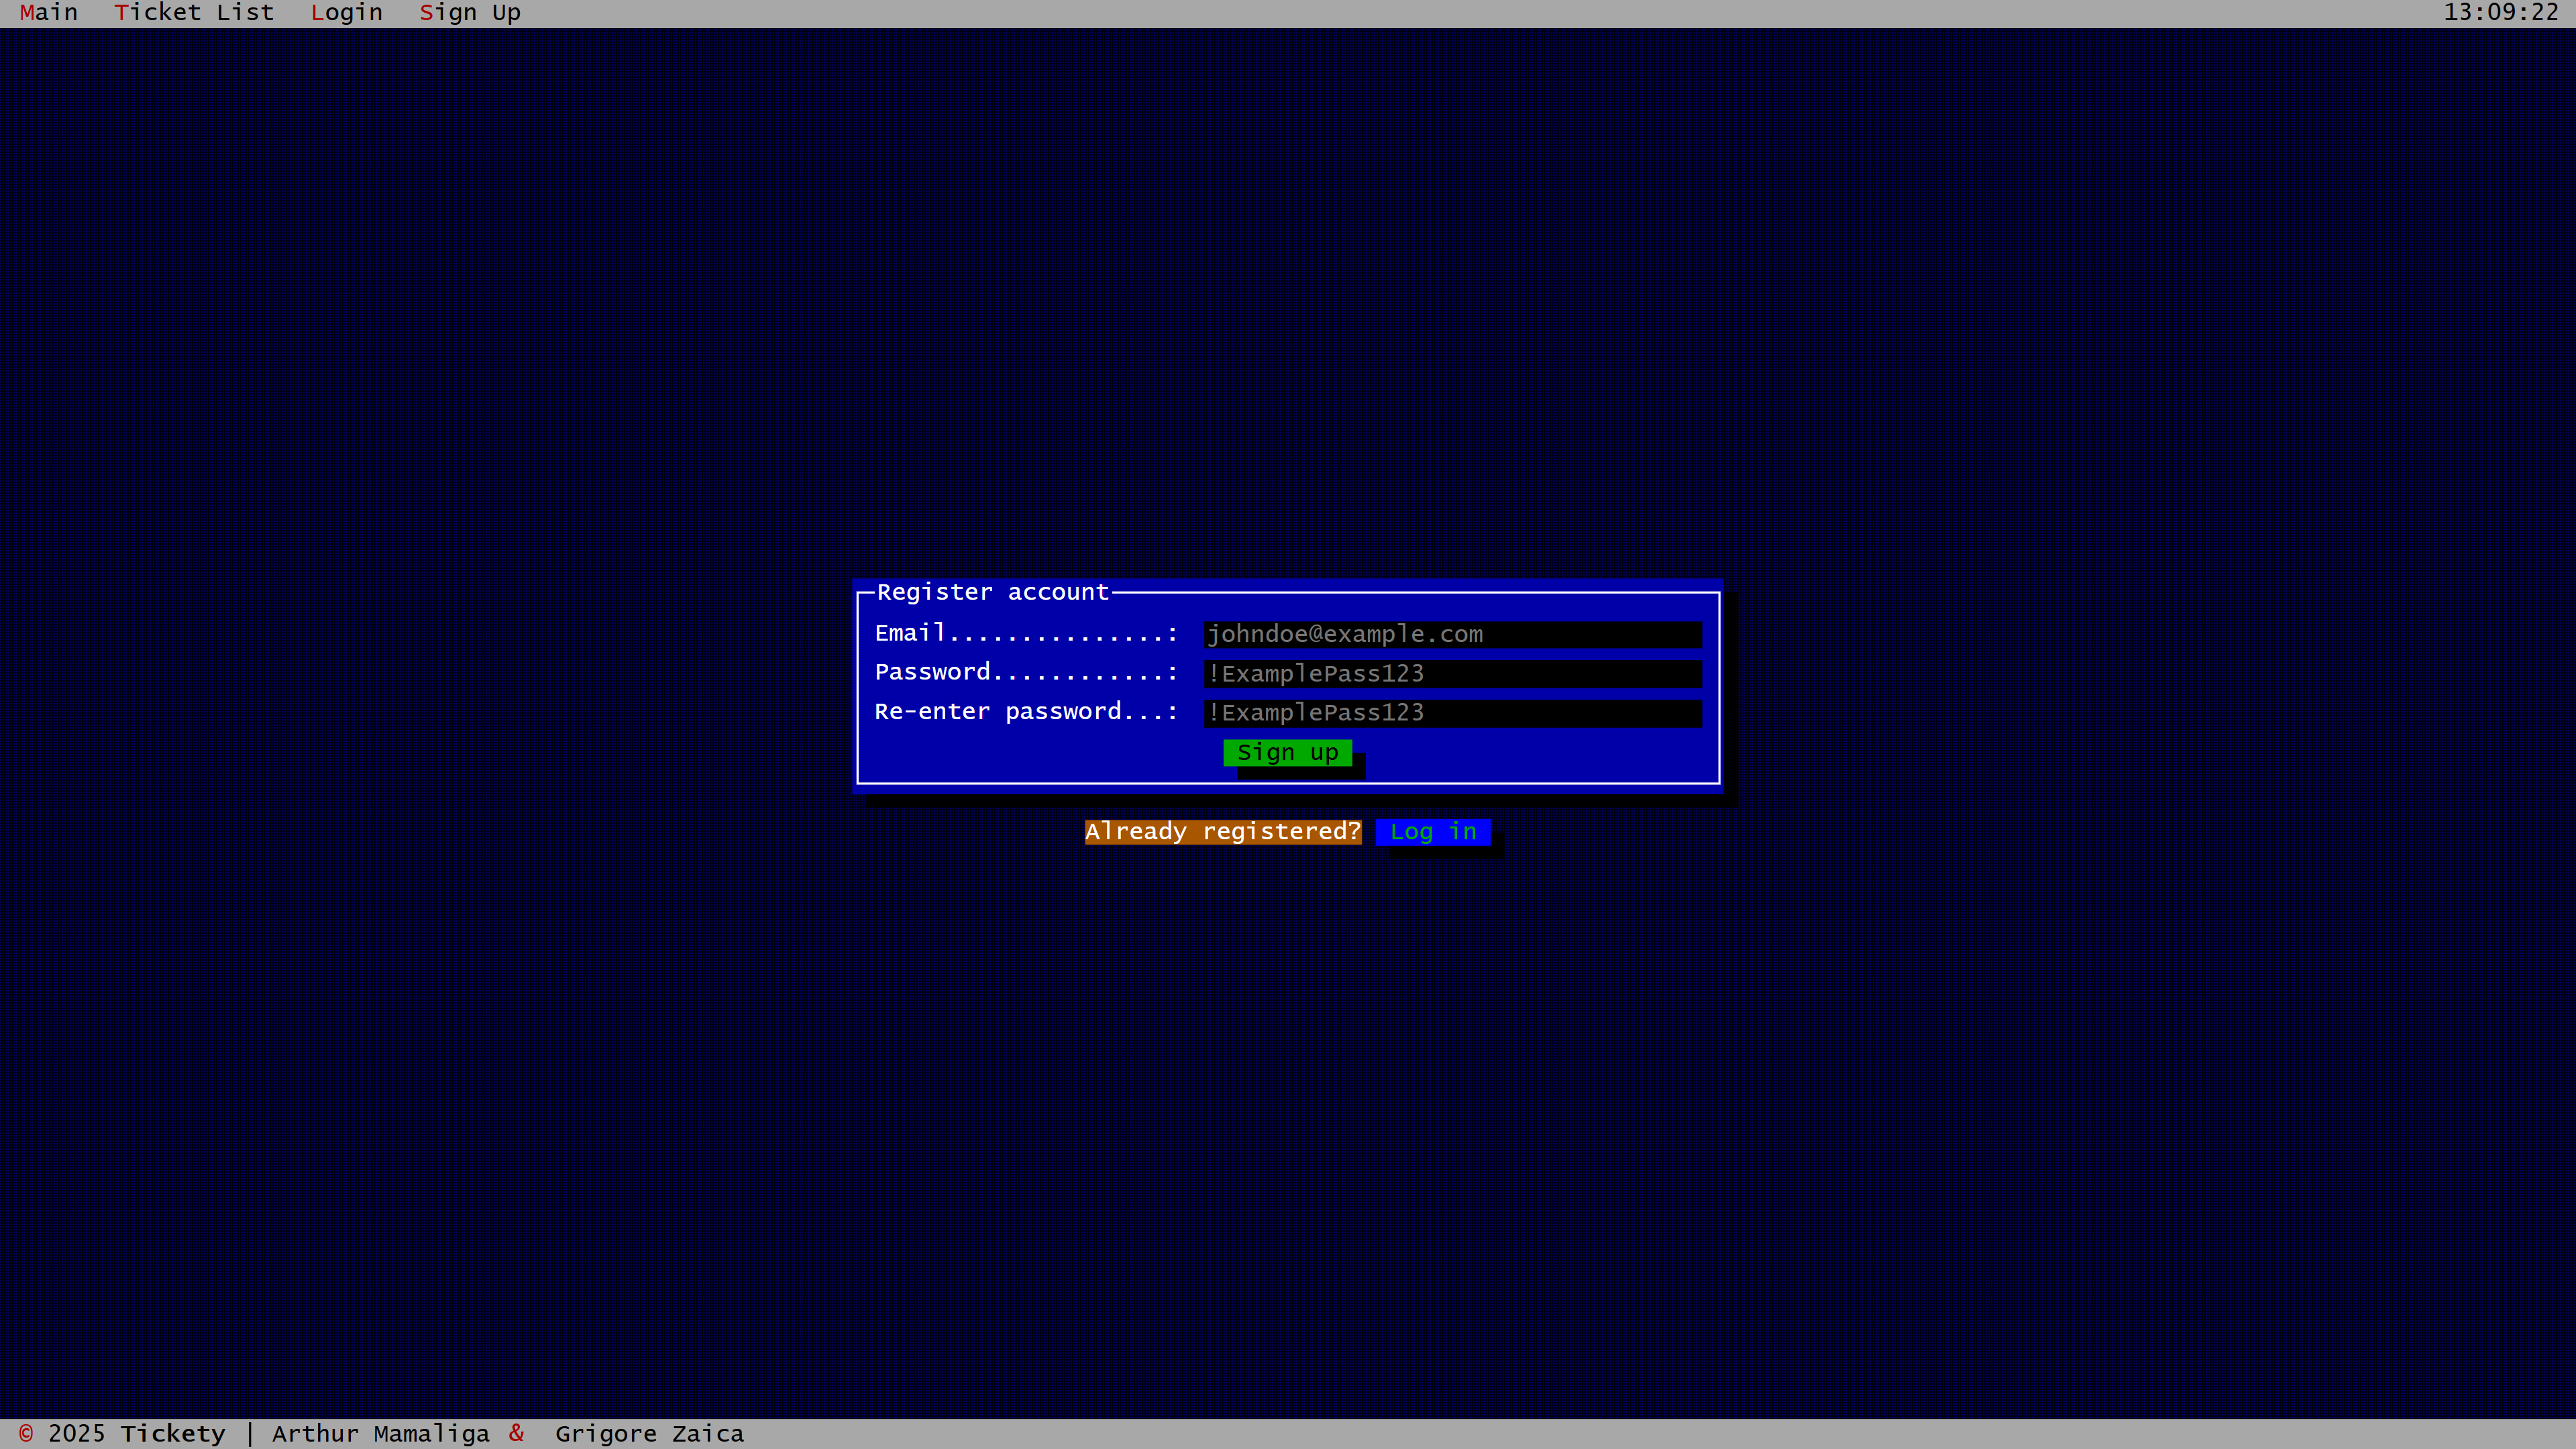 Main Ticket List Login Sign Up 13:09:22
Register account
Email...............: johndoe@example.com
Password............: !ExamplePass123
Re-enter password...: !ExamplePass123
Sign up
Already registered? Log in
© 2025 Tickety | Arthur Mamaliga & Grigore Zaica